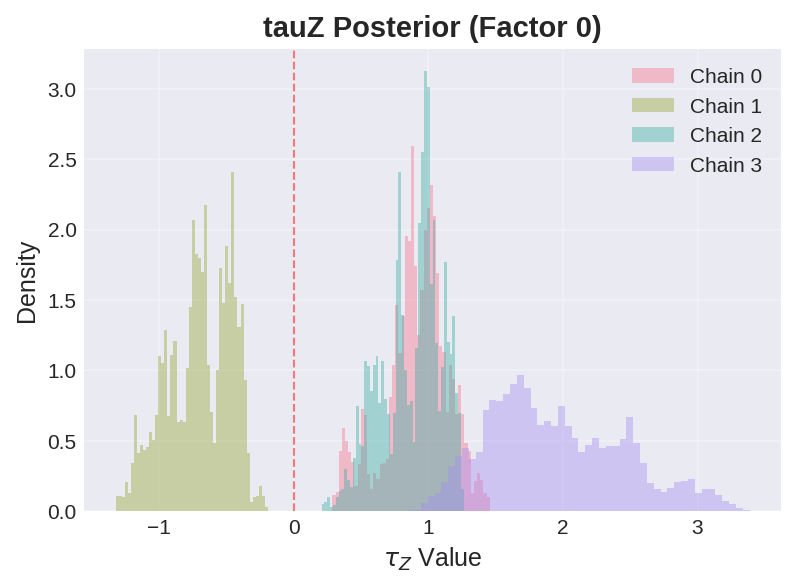 tauZ Posterior (Factor 0)
Chain 0
Chain 1
Chain 2
Chain 3
Density
3.0
2.5
2.0
1.5
1.0
0.5
0.0
−1
0
1
2
3
τ_Z Value